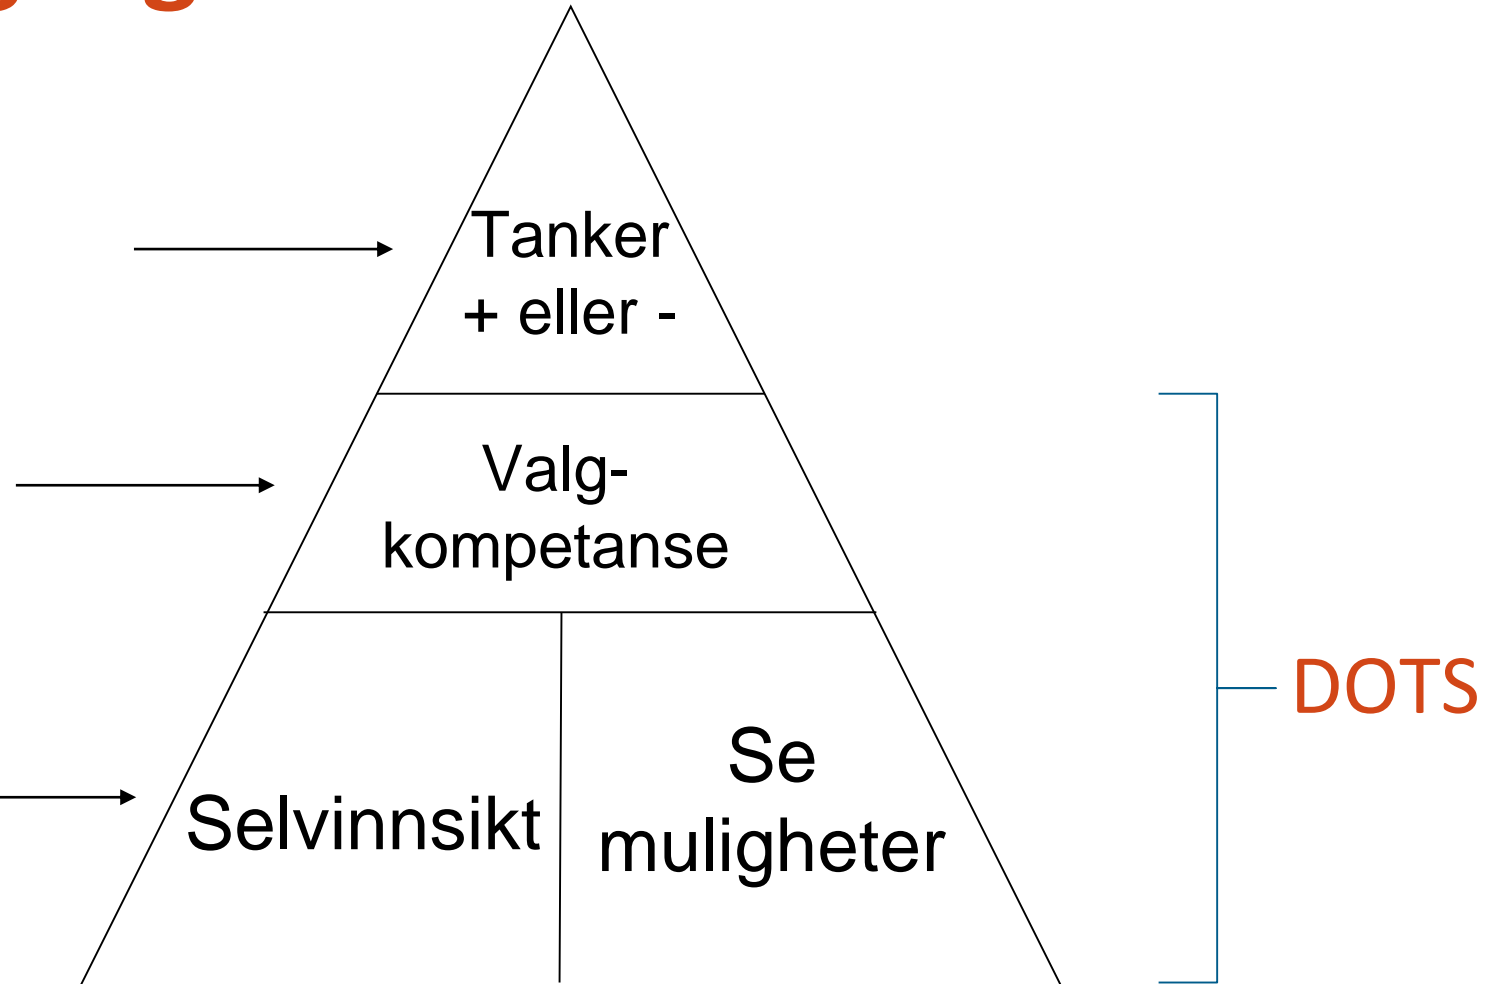 Tanker
+ eller -
Valg-
kompetanse
Selvinnsikt
Se
muligheter
DOTS